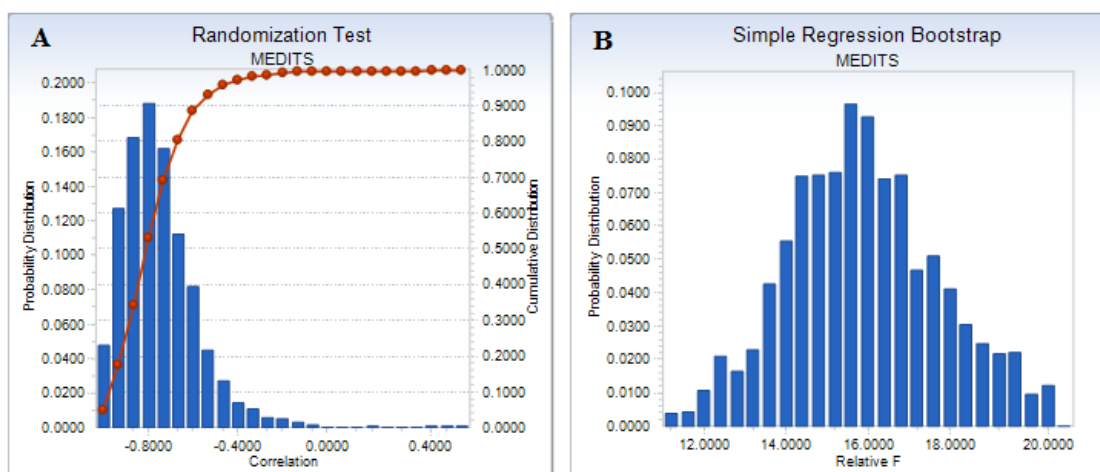 A
Randomization Test
MEDITS
Probability Distribution
0.2000
0.1800
0.1600
0.1400
0.1200
0.1000
0.0800
0.0600
0.0400
0.0200
0.0000
1.0000
0.9000
0.8000
0.7000
0.6000
0.5000
0.4000
0.3000
0.2000
0.1000
0.0000
Cumulative Distribution
-0.8000 -0.4000 0.0000 0.4000
Correlation
B
Simple Regression Bootstrap
MEDITS
Probability Distribution
0.1000
0.0900
0.0800
0.0700
0.0600
0.0500
0.0400
0.0300
0.0200
0.0100
0.0000
12.0000 14.0000 16.0000 18.0000 20.0000
Relative F